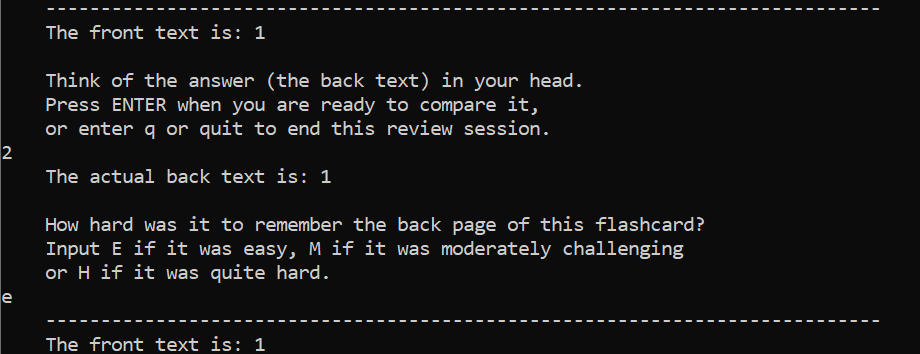 ------------------------------------------------------------------------------
The front text is: 1
Think of the answer (the back text) in your head.
Press ENTER when you are ready to compare it,
or enter q or quit to end this review session.
2
The actual back text is: 1
How hard was it to remember the back page of this flashcard?
Input E if it was easy, M if it was moderately challenging
or H if it was quite hard.
e
------------------------------------------------------------------------------
The front text is: 1